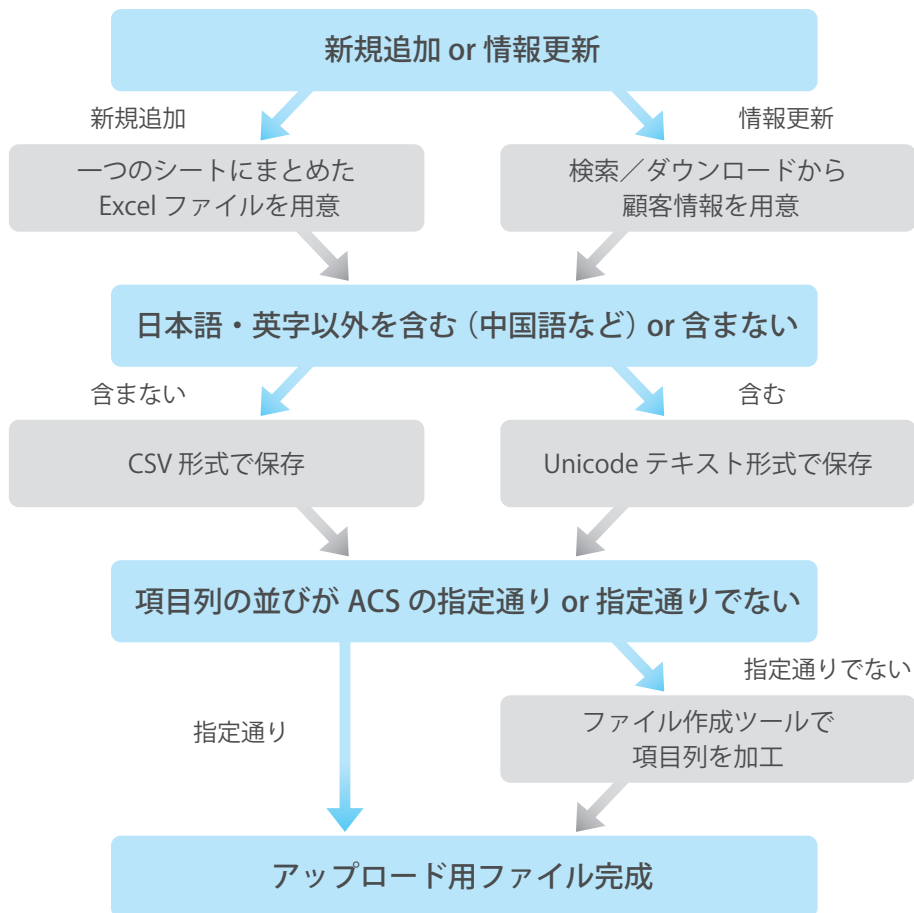 新規追加 or 情報更新
新規追加
情報更新
一つのシートにまとめた
Excel ファイルを用意
検索／ダウンロードから
顧客情報を用意
日本語・英字以外を含む（中国語など）or 含まない
含まない
含む
CSV 形式で保存
Unicode テキスト形式で保存
項目列の並びが ACS の指定通り or 指定通りでない
指定通りでない
指定通り
ファイル作成ツールで
項目列を加工
アップロード用ファイル完成